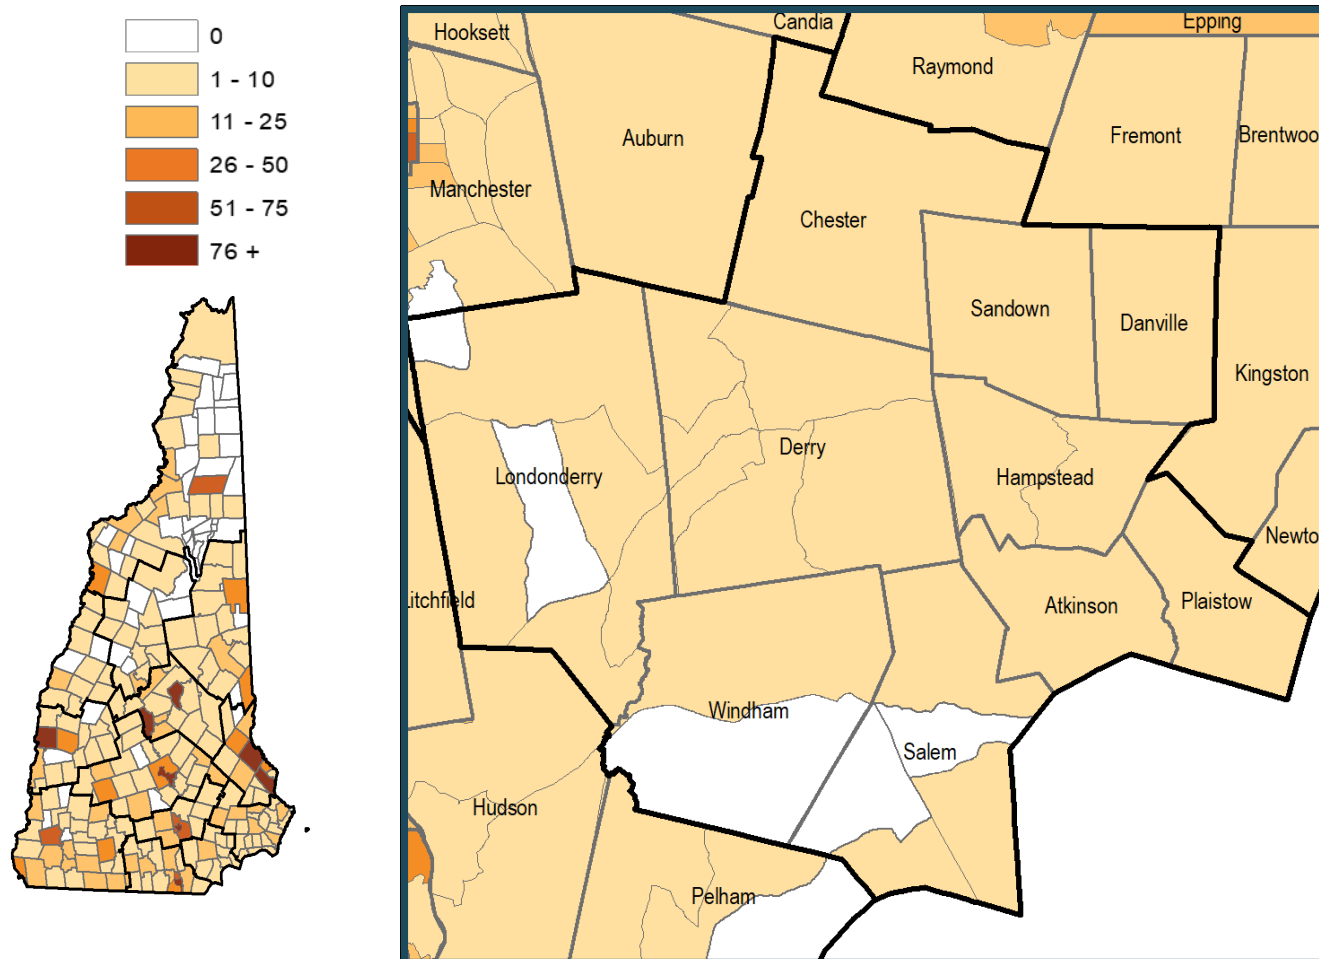 0
1 - 10
11 - 25
26 - 50
51 - 75
76 +
Hooksett
Candia
Epping
Raymond
Auburn
Fremont
Brentwoo
Manchester
Chester
Sandown
Danville
Kingston
Derry
Londonderry
Hampstead
Newto
itchfield
Atkinson
Plaistow
Windham
Salem
Hudson
Pelham